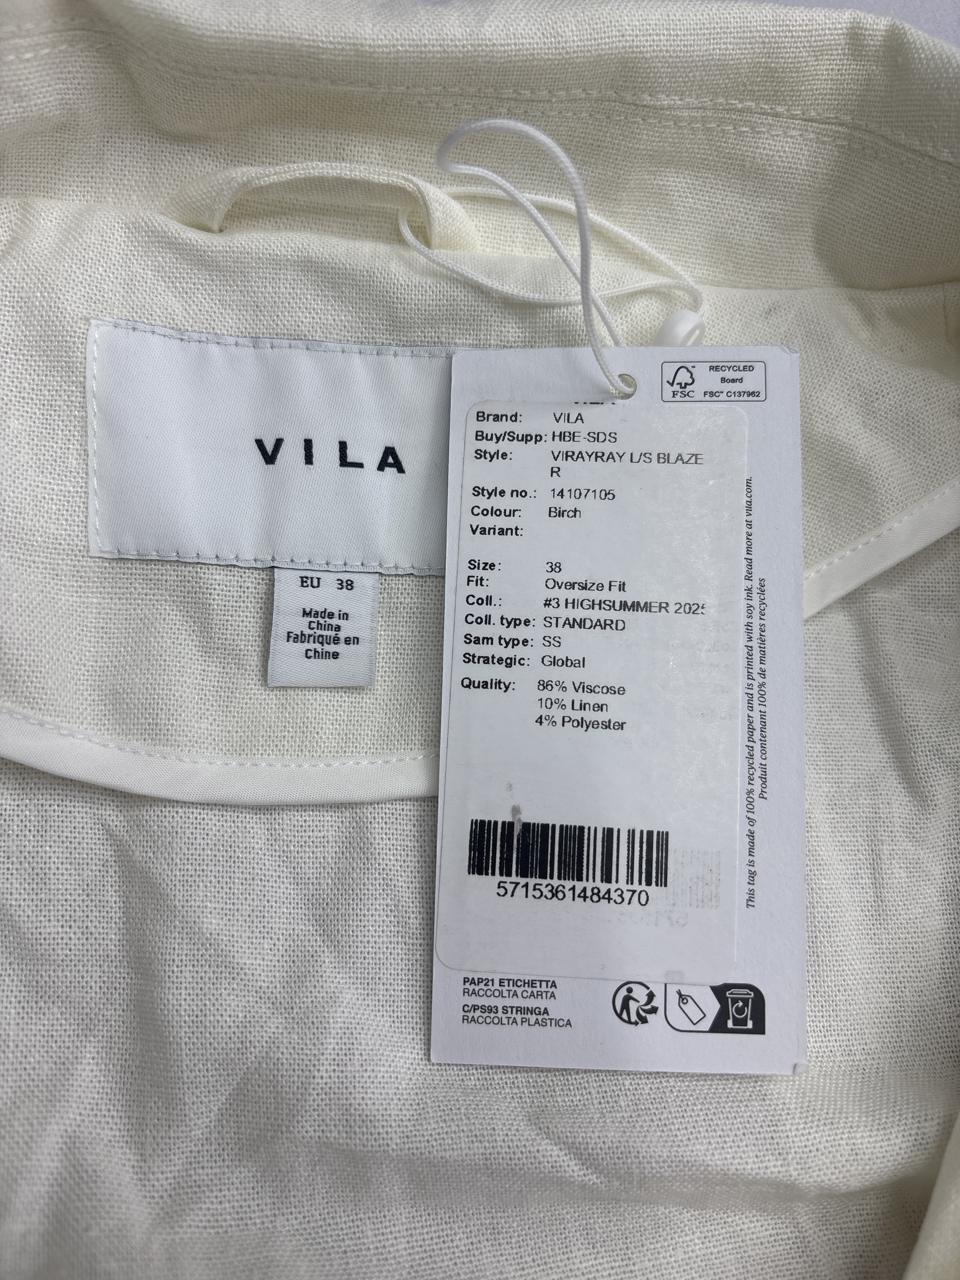 VILA
EU 38
Made in
China
Fabriqué en
Chine
RECYCLED
Board
FSC™ C137962
FSC
Brand: VILA
Buy/Supp: HBE-SDS
Style: VIRAYRAY L/S BLAZE
R
Style no.: 14107105
Colour: Birch
Variant:
Size: 38
Fit: Oversize Fit
Coll.: #3 HIGHSUMMER 2025
Coll. type: STANDARD
Sam type: SS
Strategic: Global
Quality: 86% Viscose
10% Linen
4% Polyester
5715361484370
This tag is made of 100% recycled paper and is printed with soy ink. Read more at vila.com.
Produit contenant 100% de matières recyclées
PAP21 ETICHETTA
RACCOLTA CARTA
C/PS93 STRINGA
RACCOLTA PLASTICA